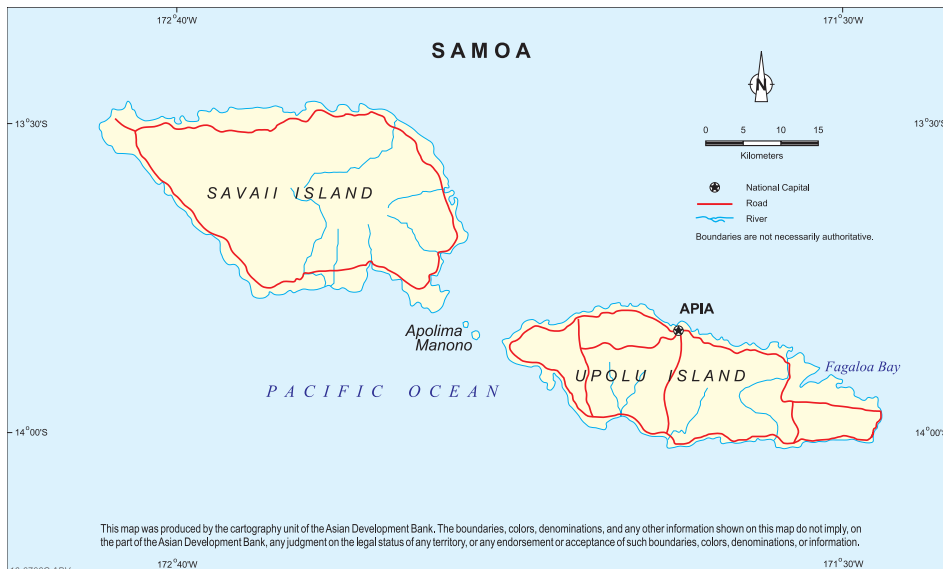 172°40'
171°30'
SAMOA
N
13°30'S
13°30'S
0 5 10 15
Kilometers
National Capital
Road
River
Boundaries are not necessarily authoritative.
SAVAII ISLAND
APIA
Apolima
Manono
Fagaloa Bay
UPOLU ISLAND
PACIFIC OCEAN
14°00'S
14°00'S
This map was produced by the cartography unit of the Asian Development Bank. The boundaries, colors, denominations, and any other information shown on this map do not imply, on
the part of the Asian Development Bank, any judgment on the legal status of any territory, or any endorsement or acceptance of such boundaries, colors, denominations, or information.
172°40'
171°30'